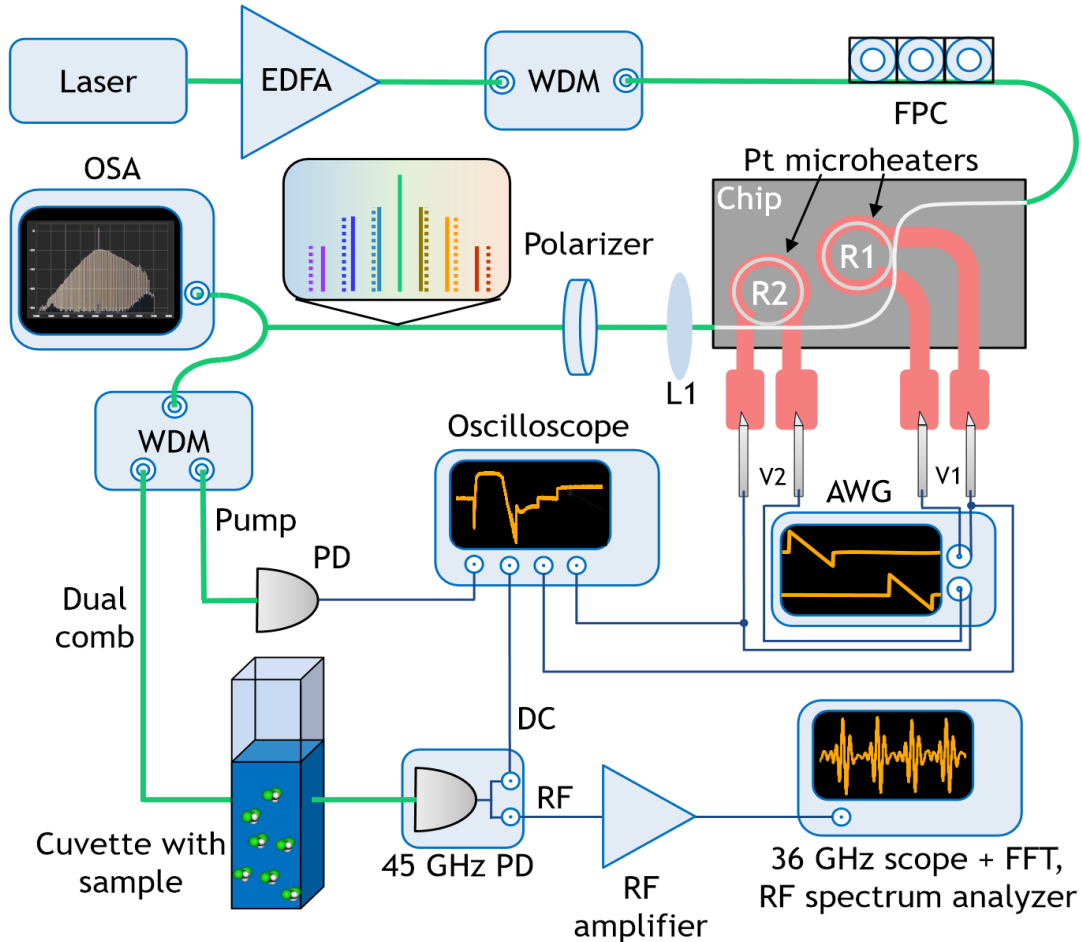 Laser
EDFA
WDM
FPC
OSA
Pt microheaters
Chip
Polarizer
R1
R2
L1
WDM
Oscilloscope
V2
V1
AWG
Pump
PD
Dual
comb
DC
RF
Cuvette with
sample
45 GHz PD
RF
amplifier
36 GHz scope + FFT,
RF spectrum analyzer